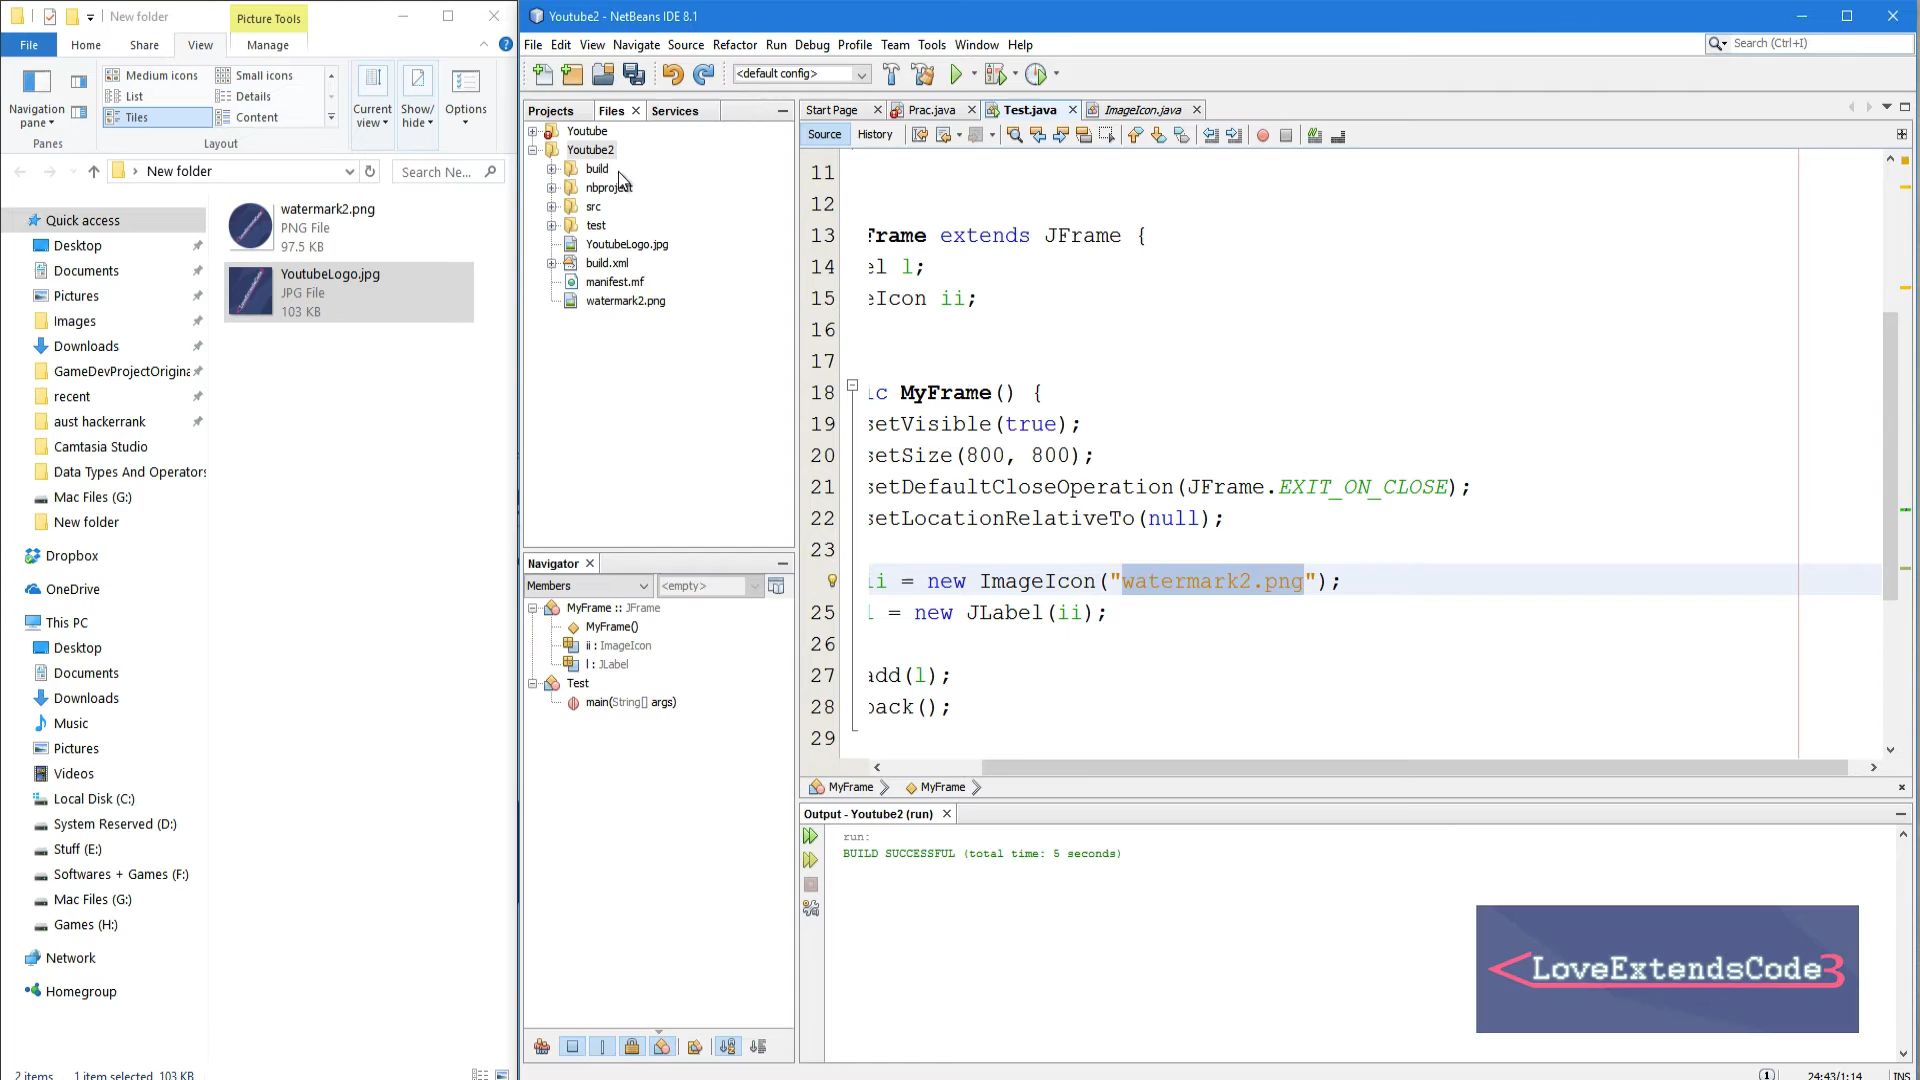 New folder
Picture Tools
File
Home
Share
View
Manage
Navigation
pane
Panes
Medium icons
Small icons
List
Details
Tiles
Content
Layout
Current
view
Show/
hide
Options
New folder
Search Ne...
Quick access
Desktop
Documents
Pictures
Images
Downloads
GameDevProjectOrigina
recent
aust hackerrank
Camtasia Studio
Data Types And Operators
Mac Files (G:)
New folder
Dropbox
OneDrive
This PC
Desktop
Documents
Downloads
Music
Pictures
Videos
Local Disk (C:)
System Reserved (D:)
Stuff (E:)
Softwares + Games (F:)
Mac Files (G:)
Games (H:)
Network
Homegroup
watermark2.png
PNG File
97.5 KB
YoutubeLogo.jpg
JPG File
103 KB
2 items 1 item selected 103 KB
Youtube2 - NetBeans IDE 8.1
File Edit View Navigate Source Refactor Run Debug Profile Team Tools Window Help
Search (Ctrl+I)
<default config>
Projects
Files
Services
Youtube
Youtube2
build
nbproject
src
test
YoutubeLogo.jpg
build.xml
manifest.mf
watermark2.png
Navigator
Members
<empty>
MyFrame :: JFrame
MyFrame()
ii : ImageIcon
l : JLabel
Test
main(String[] args)
Start Page
Prac.java
Test.java
ImageIcon.java
Source
History
11
12
13 Frame extends JFrame {
14 el l;
15 eIcon ii;
16
17
18 ic MyFrame() {
19 setVisible(true);
20 setSize(800, 800);
21 setDefaultCloseOperation(JFrame.EXIT_ON_CLOSE);
22 setLocationRelativeTo(null);
23
ii = new ImageIcon("watermark2.png");
25 l = new JLabel(ii);
26
27 add(l);
28 pack();
29
MyFrame
MyFrame
Output - Youtube2 (run)
run:
BUILD SUCCESSFUL (total time: 5 seconds)
<LoveExtendsCode3
1
24:43/1:14
INS